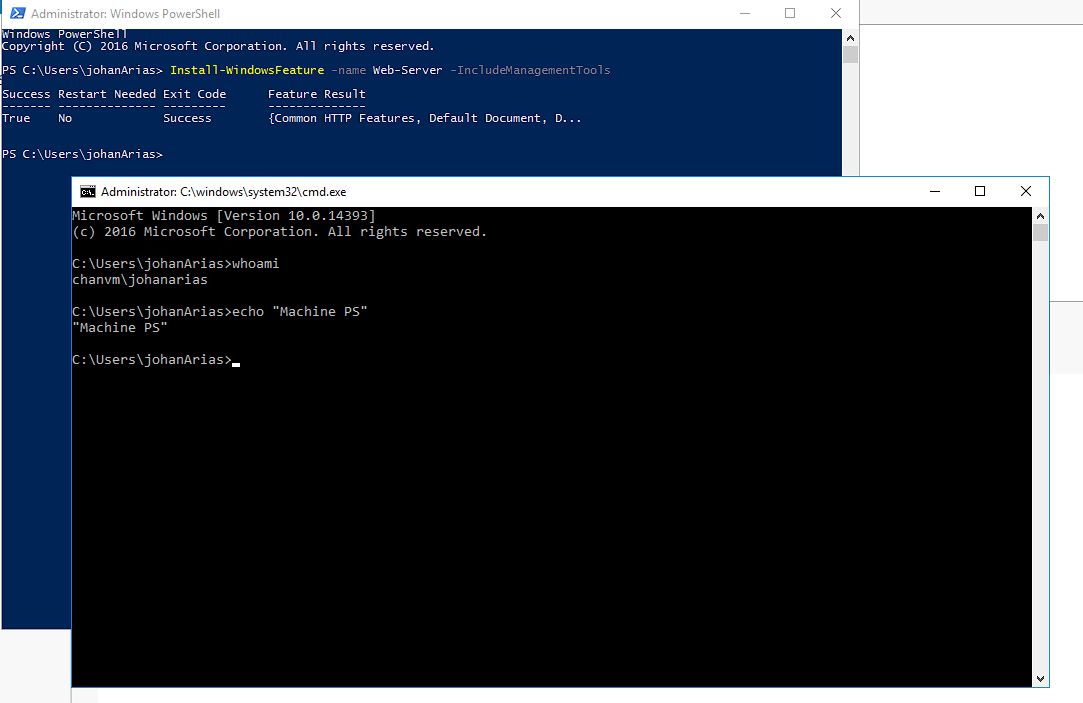 Administrator: Windows PowerShell
Windows PowerShell
Copyright (C) 2016 Microsoft Corporation. All rights reserved.
PS C:\Users\johanArias> Install-WindowsFeature -name Web-Server -IncludeManagementTools
Success Restart Needed Exit Code      Feature Result
------- -------------- ---------      --------------
True    No             Success        {Common HTTP Features, Default Document, D...
PS C:\Users\johanArias>
Administrator: C:\windows\system32\cmd.exe
Microsoft Windows [Version 10.0.14393]
(c) 2016 Microsoft Corporation. All rights reserved.
C:\Users\johanArias>whoami
chanvm\johanarias
C:\Users\johanArias>echo "Machine PS"
"Machine PS"
C:\Users\johanArias>